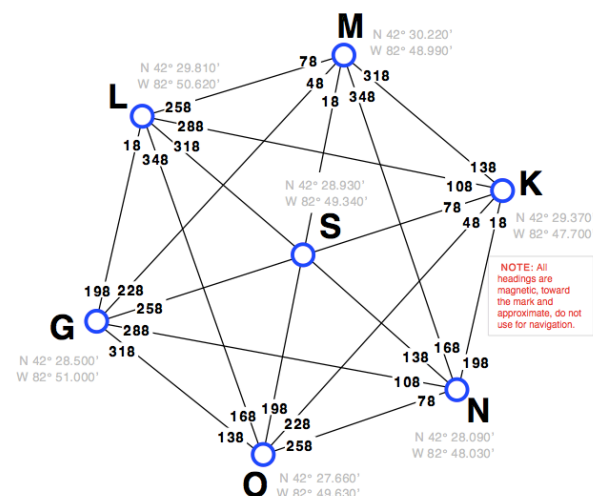 M
N 42° 30.220'
W 82° 48.990'
78
318
48
18
348
N 42° 29.810'
W 82° 50.620'
L
258
288
18
318
348
138
108
K
78
48
18
N 42° 29.370
W 82° 47.700
N 42° 28.930'
W 82° 49.340'
S
NOTE: All
headings are
magnetic, toward
the mark and
approximate, do not
use for navigation.
198
228
258
G
288
318
N 42° 28.500'
W 82° 51.000'
168
138
198
108
78
N
N 42° 28.090'
W 82° 48.030'
168
198
228
138
258
O
N 42° 27.660'
W 82° 49.630'